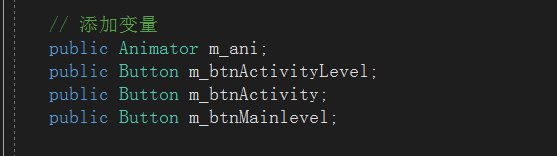 // 添加变量
public Animator m_ani;
public Button m_btnActivityLevel;
public Button m_btnActivity;
public Button m_btnMainlevel;